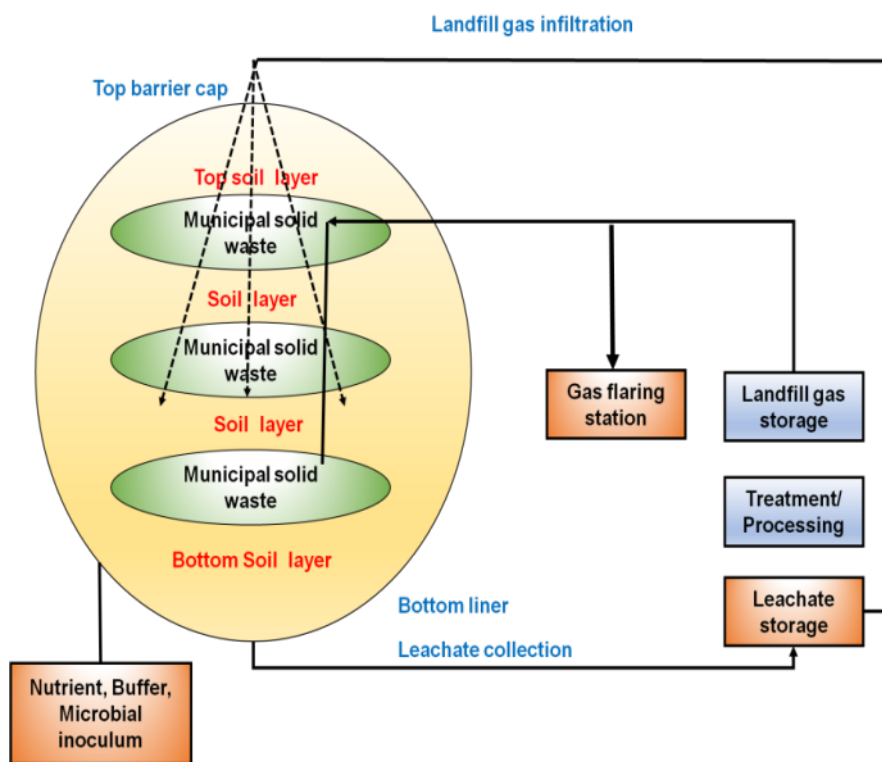 Landfill gas infiltration
Top barrier cap
Top soil layer
Municipal solid
waste
Soil layer
Municipal solid
waste
Soil layer
Municipal solid
waste
Bottom Soil layer
Gas flaring
station
Landfill gas
storage
Treatment/
Processing
Leachate
storage
Bottom liner
Leachate collection
Nutrient, Buffer,
Microbial
inoculum